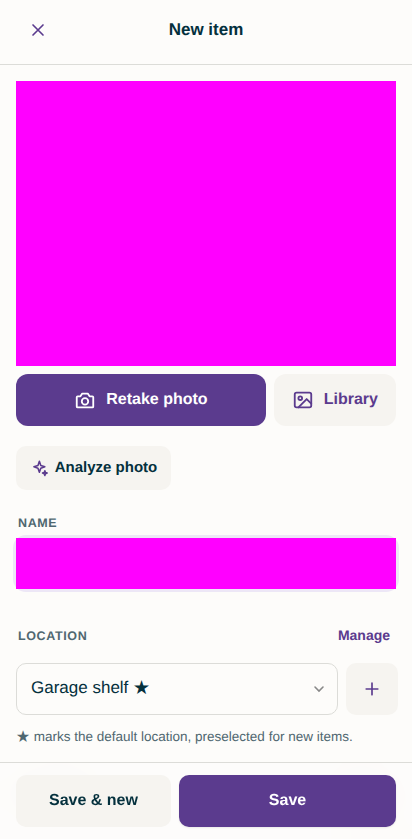 New item
Retake photo
Library
Analyze photo
NAME
LOCATION
Manage
Garage shelf ★
★ marks the default location, preselected for new items.
Save & new
Save